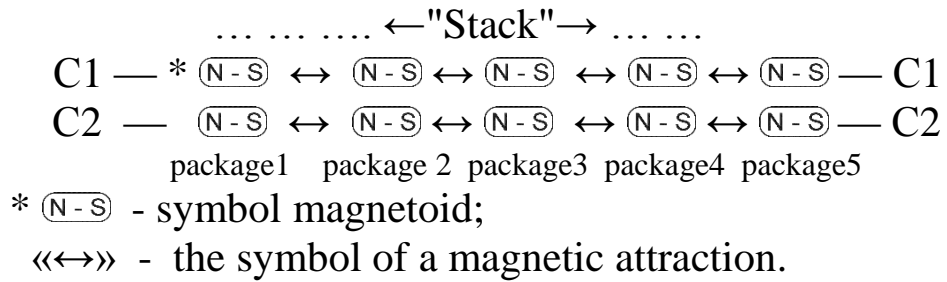 … … …. ←"Stack"→ … …
C1 — * N - S ↔ N - S ↔ N - S ↔ N - S ↔ N - S — C1
C2 — N - S ↔ N - S ↔ N - S ↔ N - S ↔ N - S — C2
package1 package 2 package3 package4 package5
* N - S - symbol magnetoid;
«↔» - the symbol of a magnetic attraction.